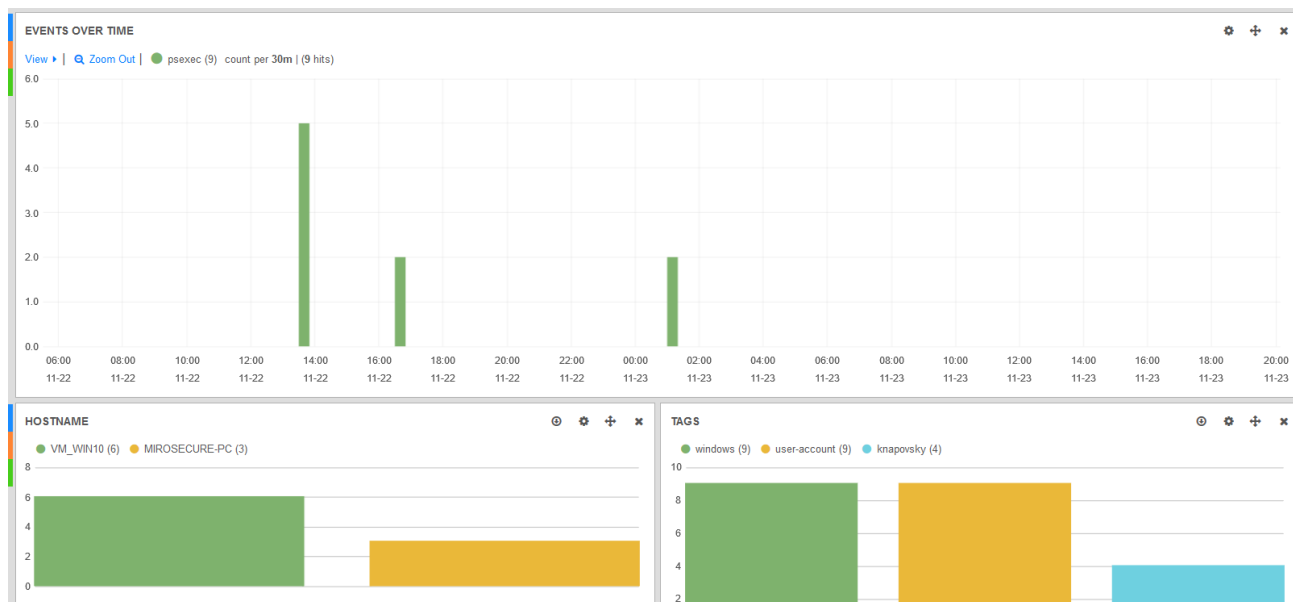 EVENTS OVER TIME
View | Zoom Out | psexec (9) count per 30m | (9 hits)
6.0
5.0
4.0
3.0
2.0
1.0
0.0
06:00 08:00 10:00 12:00 14:00 16:00 18:00 20:00 22:00 00:00 02:00 04:00 06:00 08:00 10:00 12:00 14:00 16:00 18:00 20:00
11-22 11-22 11-22 11-22 11-22 11-22 11-22 11-22 11-22 11-23 11-23 11-23 11-23 11-23 11-23 11-23 11-23 11-23 11-23 11-23
HOSTNAME
VM_WIN10 (6) MIROSECURE-PC (3)
8
6
4
2
0
TAGS
windows (9) user-account (9) knapovsky (4)
10
8
6
4
2